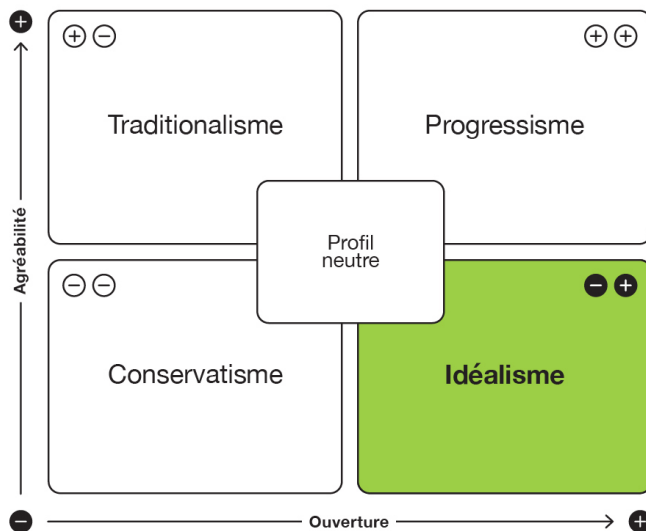 +
+ − + +
Traditionalisme Progressisme
Profil
neutre
Agréabilité
− − − +
Conservatisme Idéalisme
− Ouverture +